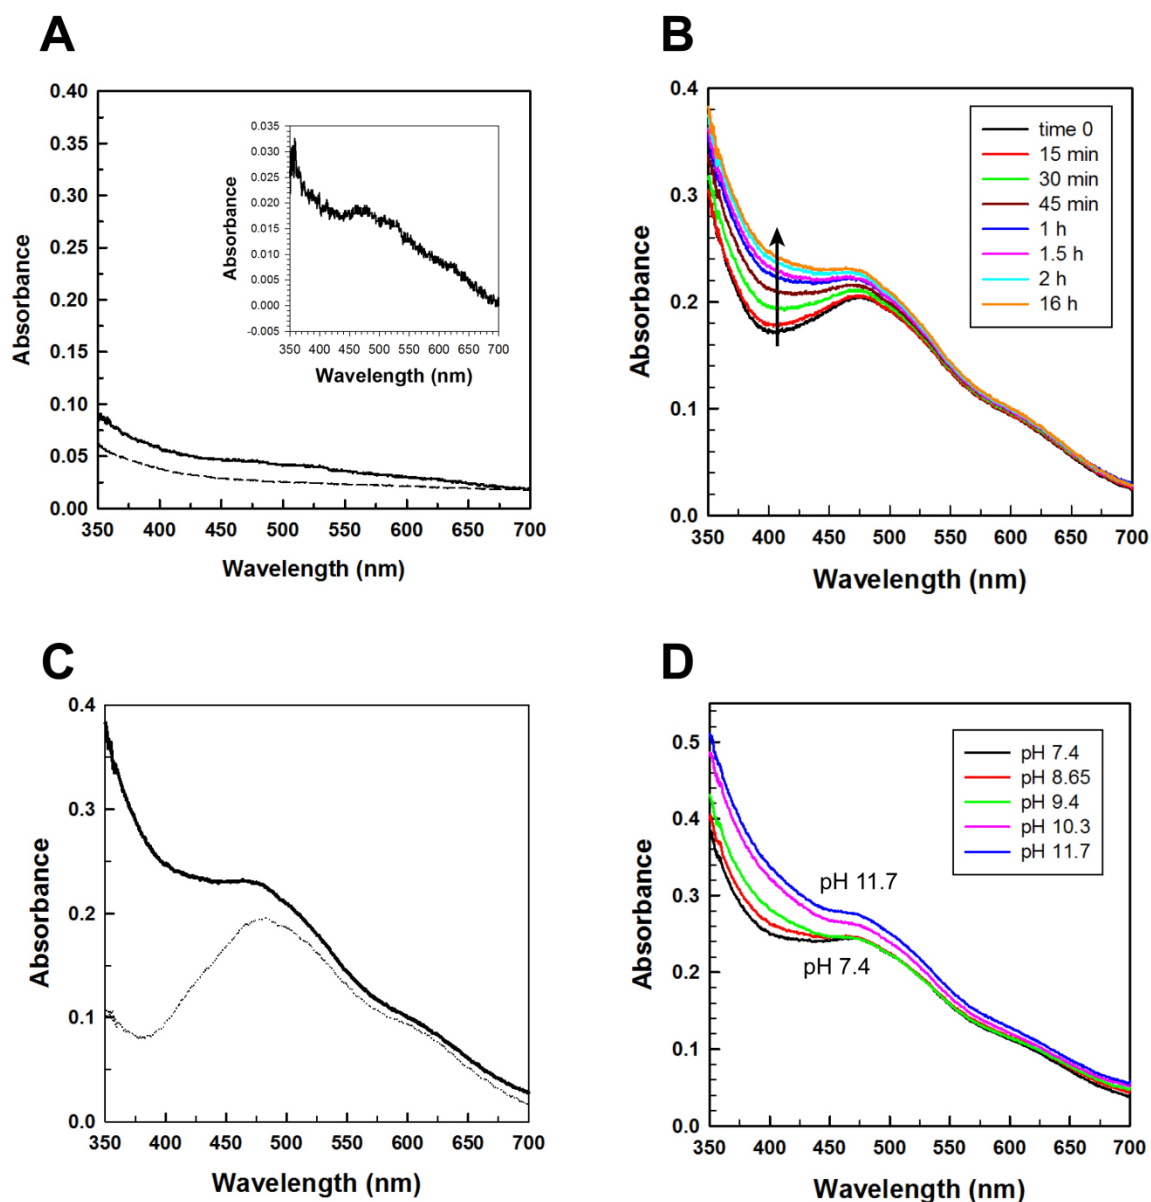 A
0.40
0.35
0.30
0.25
0.20
0.15
0.10
0.05
0.00
350 400 450 500 550 600 650 700
Absorbance
Wavelength (nm)
0.035
0.030
0.025
0.020
0.015
0.010
0.005
0.000
-0.005
350 400 450 500 550 600 650 700
Absorbance
Wavelength (nm)
B
0.4
0.3
0.2
0.1
0.0
350 400 450 500 550 600 650 700
Absorbance
Wavelength (nm)
time 0
15 min
30 min
45 min
1 h
1.5 h
2 h
16 h
C
0.4
0.3
0.2
0.1
0.0
350 400 450 500 550 600 650 700
Absorbance
Wavelength (nm)
D
0.5
0.4
0.3
0.2
0.1
0.0
350 400 450 500 550 600 650 700
Absorbance
Wavelength (nm)
pH 7.4
pH 8.65
pH 9.4
pH 10.3
pH 11.7
pH 11.7
pH 7.4